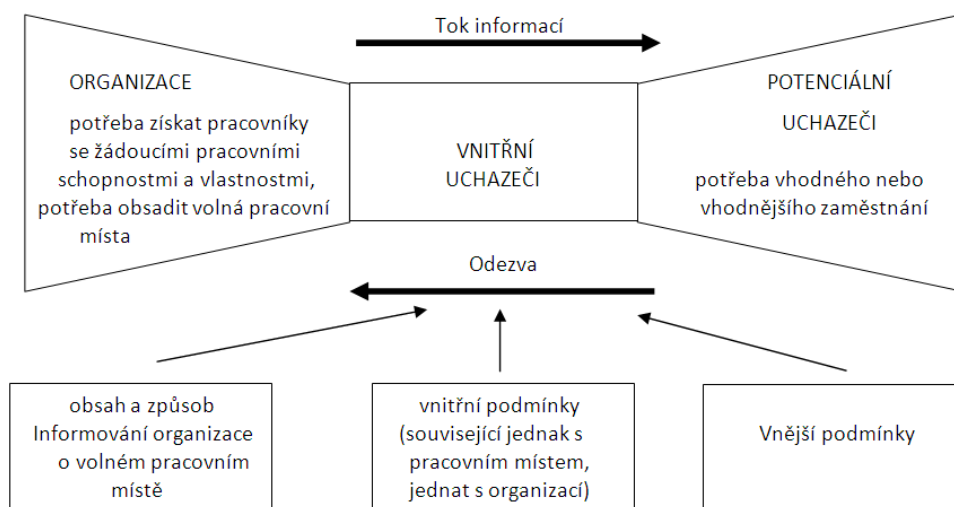 Tok informací
ORGANIZACE
potřeba získat pracovníky
se žádoucími pracovními
schopnostmi a vlastnostmi,
potřeba obsadit volná pracovní
místa
VNITŘNÍ
UCHAZEČI
POTENCIÁLNÍ
UCHAZEČI
potřeba vhodného nebo
vhodnějšího zaměstnání
Odezva
obsah a způsob
Informování organizace
o volném pracovním
místě
vnitřní podmínky
(související jednak s
pracovním místem,
jednat s organizací)
Vnější podmínky